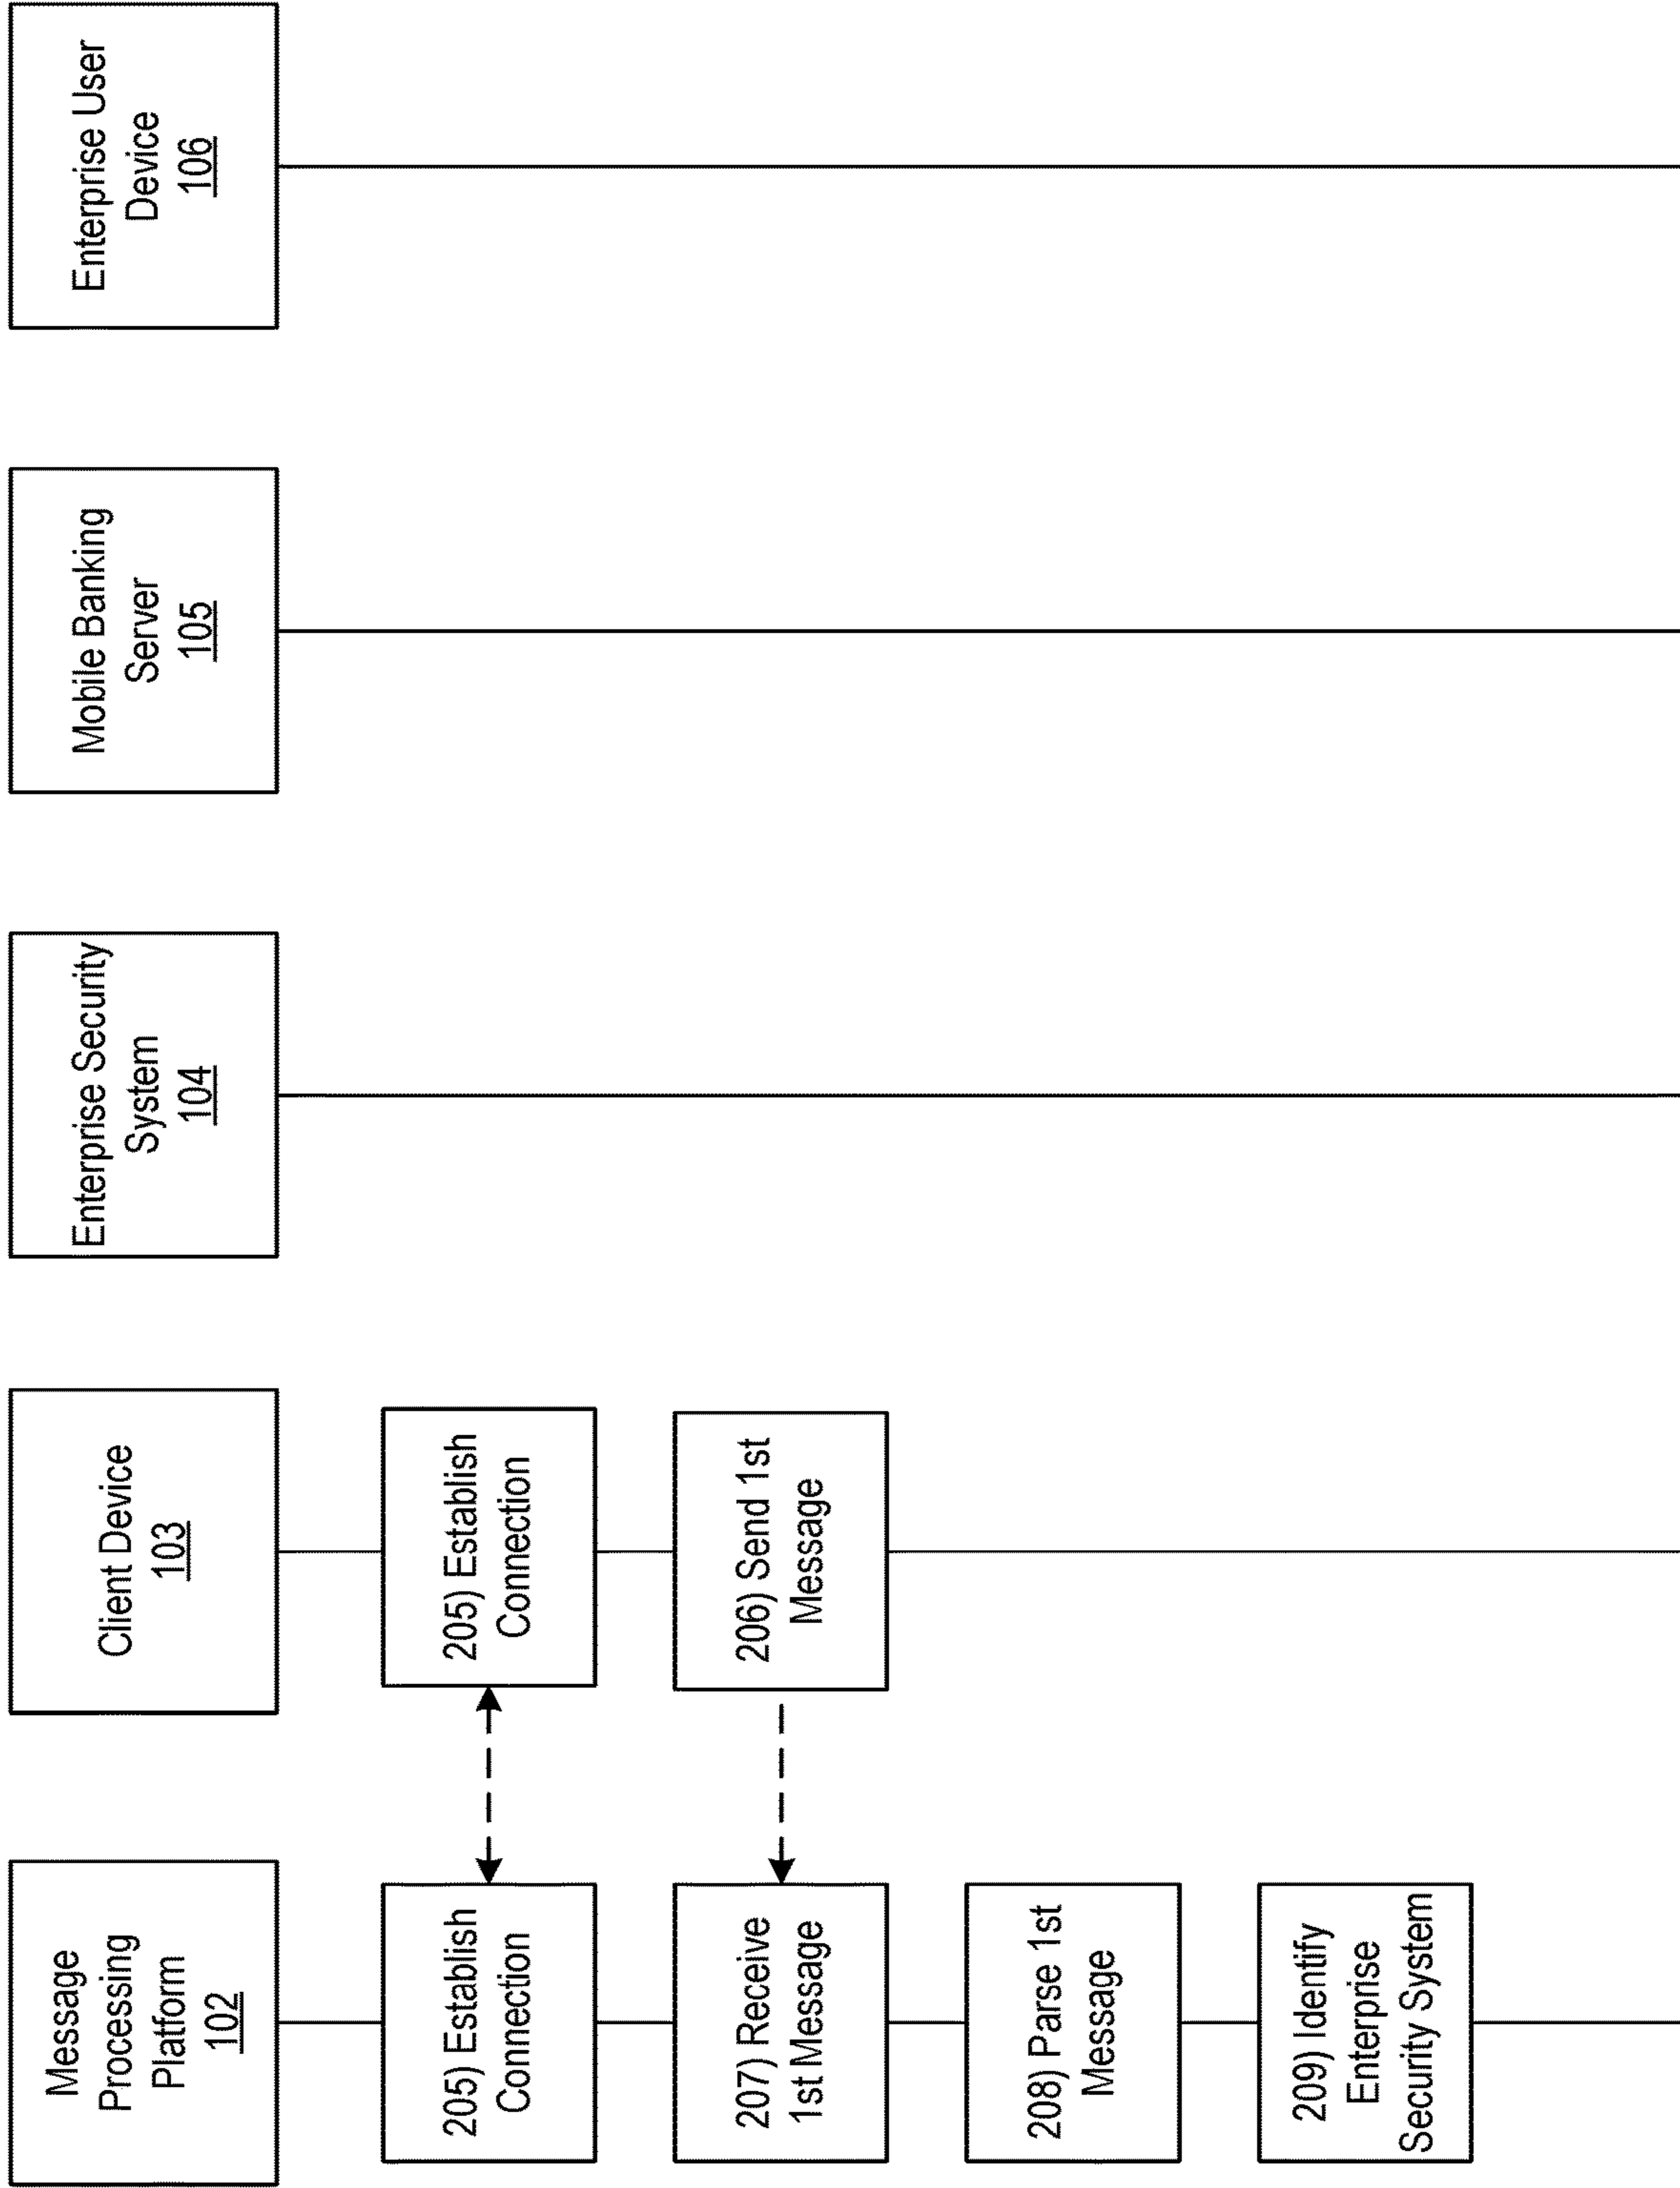 Message
Processing
Platform
102
Client Device
103
Enterprise Security
System
104
Mobile Banking
Server
105
Enterprise User
Device
106
205) Establish
Connection
205) Establish
Connection
207) Receive
1st Message
206) Send 1st
Message
208) Parse 1st
Message
209) Identify
Enterprise
Security System